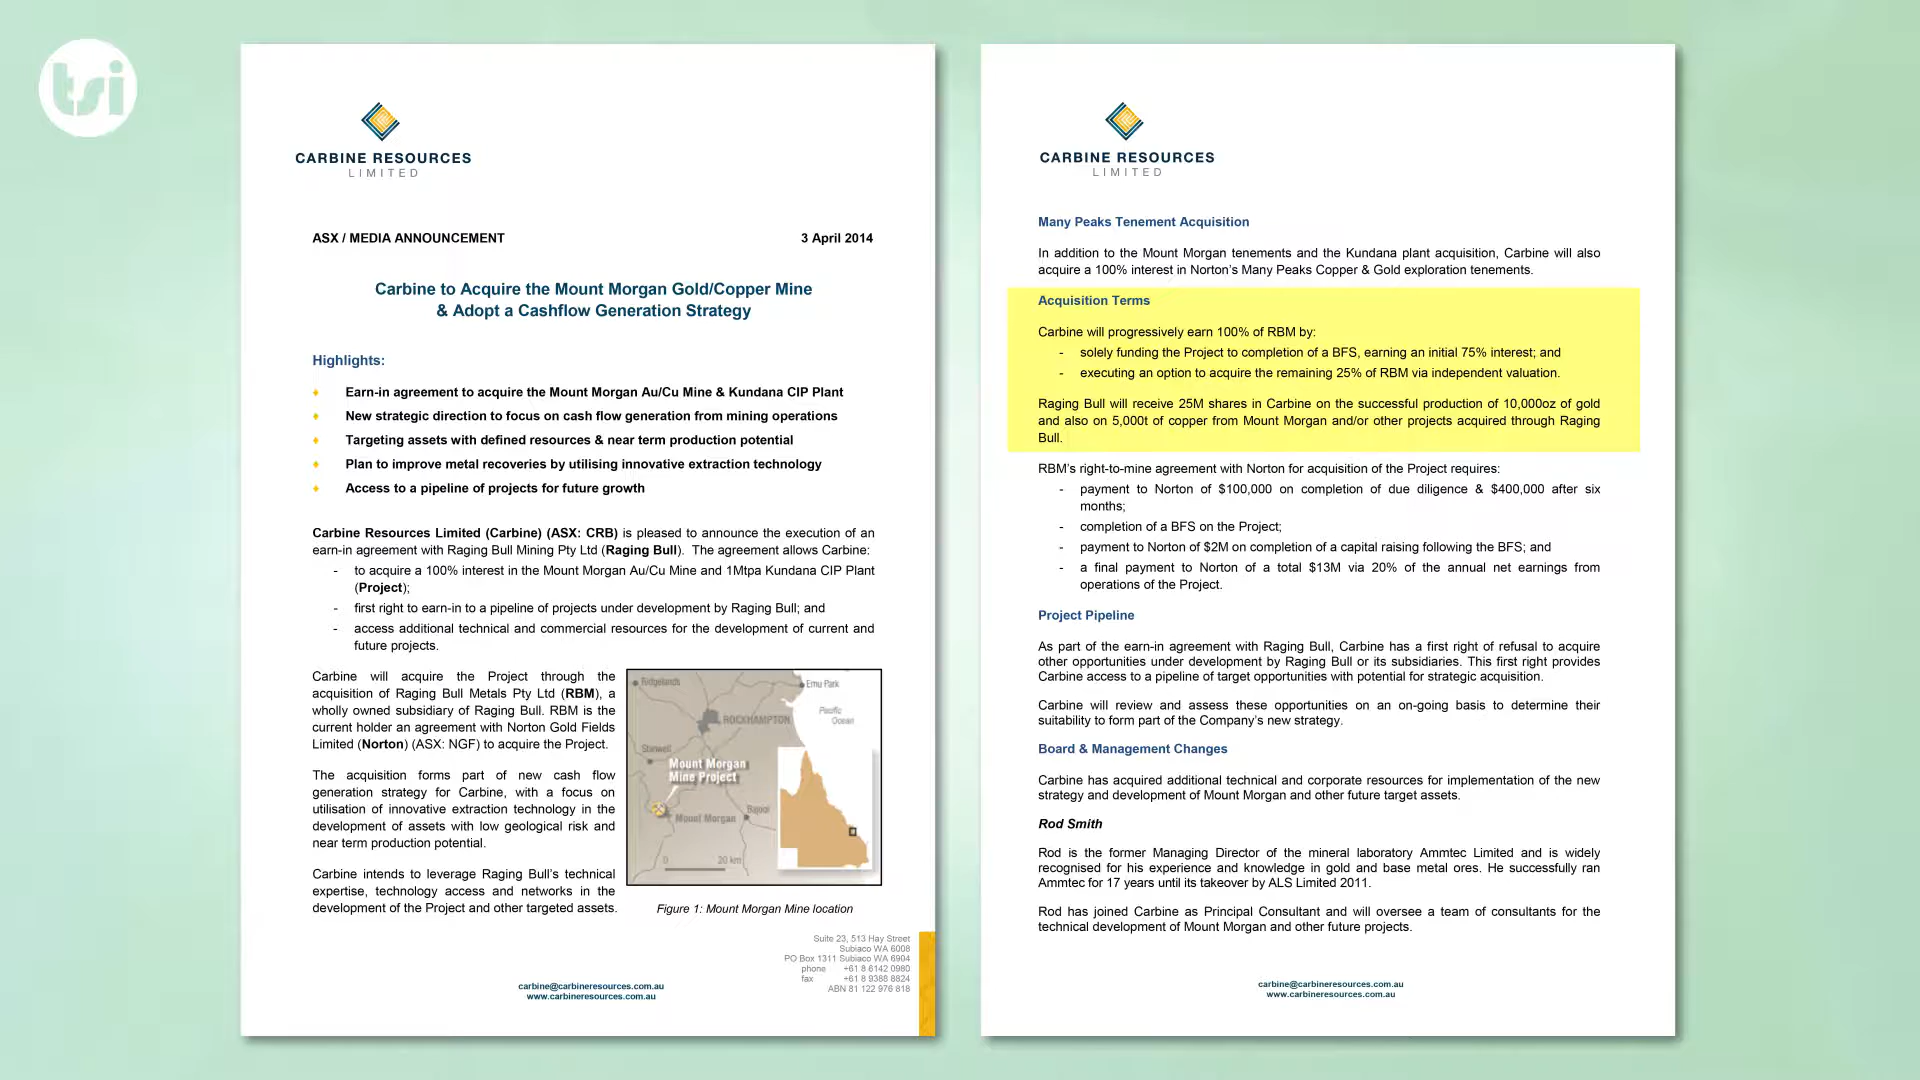 tsi
CARBINE RESOURCES
LIMITED
ASX / MEDIA ANNOUNCEMENT 3 April 2014
Carbine to Acquire the Mount Morgan Gold/Copper Mine
& Adopt a Cashflow Generation Strategy
Highlights:
♦ Earn-in agreement to acquire the Mount Morgan Au/Cu Mine & Kundana CIP Plant
♦ New strategic direction to focus on cash flow generation from mining operations
♦ Targeting assets with defined resources & near term production potential
♦ Plan to improve metal recoveries by utilising innovative extraction technology
♦ Access to a pipeline of projects for future growth
Carbine Resources Limited (Carbine) (ASX: CRB) is pleased to announce the execution of an
earn-in agreement with Raging Bull Mining Pty Ltd (Raging Bull). The agreement allows Carbine:
- to acquire a 100% interest in the Mount Morgan Au/Cu Mine and 1Mtpa Kundana CIP Plant
(Project);
- first right to earn-in to a pipeline of projects under development by Raging Bull; and
- access additional technical and commercial resources for the development of current and
future projects.
Carbine will acquire the Project through the
acquisition of Raging Bull Metals Pty Ltd (RBM), a
wholly owned subsidiary of Raging Bull. RBM is the
current holder an agreement with Norton Gold Fields
Limited (Norton) (ASX: NGF) to acquire the Project.
The acquisition forms part of new cash flow
generation strategy for Carbine, with a focus on
utilisation of innovative extraction technology in the
development of assets with low geological risk and
near term production potential.
Carbine intends to leverage Raging Bull's technical
expertise, technology access and networks in the
development of the Project and other targeted assets.
Ridgelands
Emu Park
ROCKHAMPTON
Pacific
Ocean
Stanwell
Mount Morgan
Mine Project
Mount Morgan
Bajool
0 20 km
Figure 1: Mount Morgan Mine location
Suite 23, 513 Hay Street
Subiaco WA 6008
PO Box 1311 Subiaco WA 6904
phone +61 8 6142 0980
fax +61 8 9388 8824
ABN 81 122 976 818
carbine@carbineresources.com.au
www.carbineresources.com.au
CARBINE RESOURCES
LIMITED
Many Peaks Tenement Acquisition
In addition to the Mount Morgan tenements and the Kundana plant acquisition, Carbine will also
acquire a 100% interest in Norton's Many Peaks Copper & Gold exploration tenements.
Acquisition Terms
Carbine will progressively earn 100% of RBM by:
- solely funding the Project to completion of a BFS, earning an initial 75% interest; and
- executing an option to acquire the remaining 25% of RBM via independent valuation.
Raging Bull will receive 25M shares in Carbine on the successful production of 10,000oz of gold
and also on 5,000t of copper from Mount Morgan and/or other projects acquired through Raging
Bull.
RBM's right-to-mine agreement with Norton for acquisition of the Project requires:
- payment to Norton of $100,000 on completion of due diligence & $400,000 after six
months;
- completion of a BFS on the Project;
- payment to Norton of $2M on completion of a capital raising following the BFS; and
- a final payment to Norton of a total $13M via 20% of the annual net earnings from
operations of the Project.
Project Pipeline
As part of the earn-in agreement with Raging Bull, Carbine has a first right of refusal to acquire
other opportunities under development by Raging Bull or its subsidiaries. This first right provides
Carbine access to a pipeline of target opportunities with potential for strategic acquisition.
Carbine will review and assess these opportunities on an on-going basis to determine their
suitability to form part of the Company's new strategy.
Board & Management Changes
Carbine has acquired additional technical and corporate resources for implementation of the new
strategy and development of Mount Morgan and other future target assets.
Rod Smith
Rod is the former Managing Director of the mineral laboratory Ammtec Limited and is widely
recognised for his experience and knowledge in gold and base metal ores. He successfully ran
Ammtec for 17 years until its takeover by ALS Limited 2011.
Rod has joined Carbine as Principal Consultant and will oversee a team of consultants for the
technical development of Mount Morgan and other future projects.
carbine@carbineresources.com.au
www.carbineresources.com.au